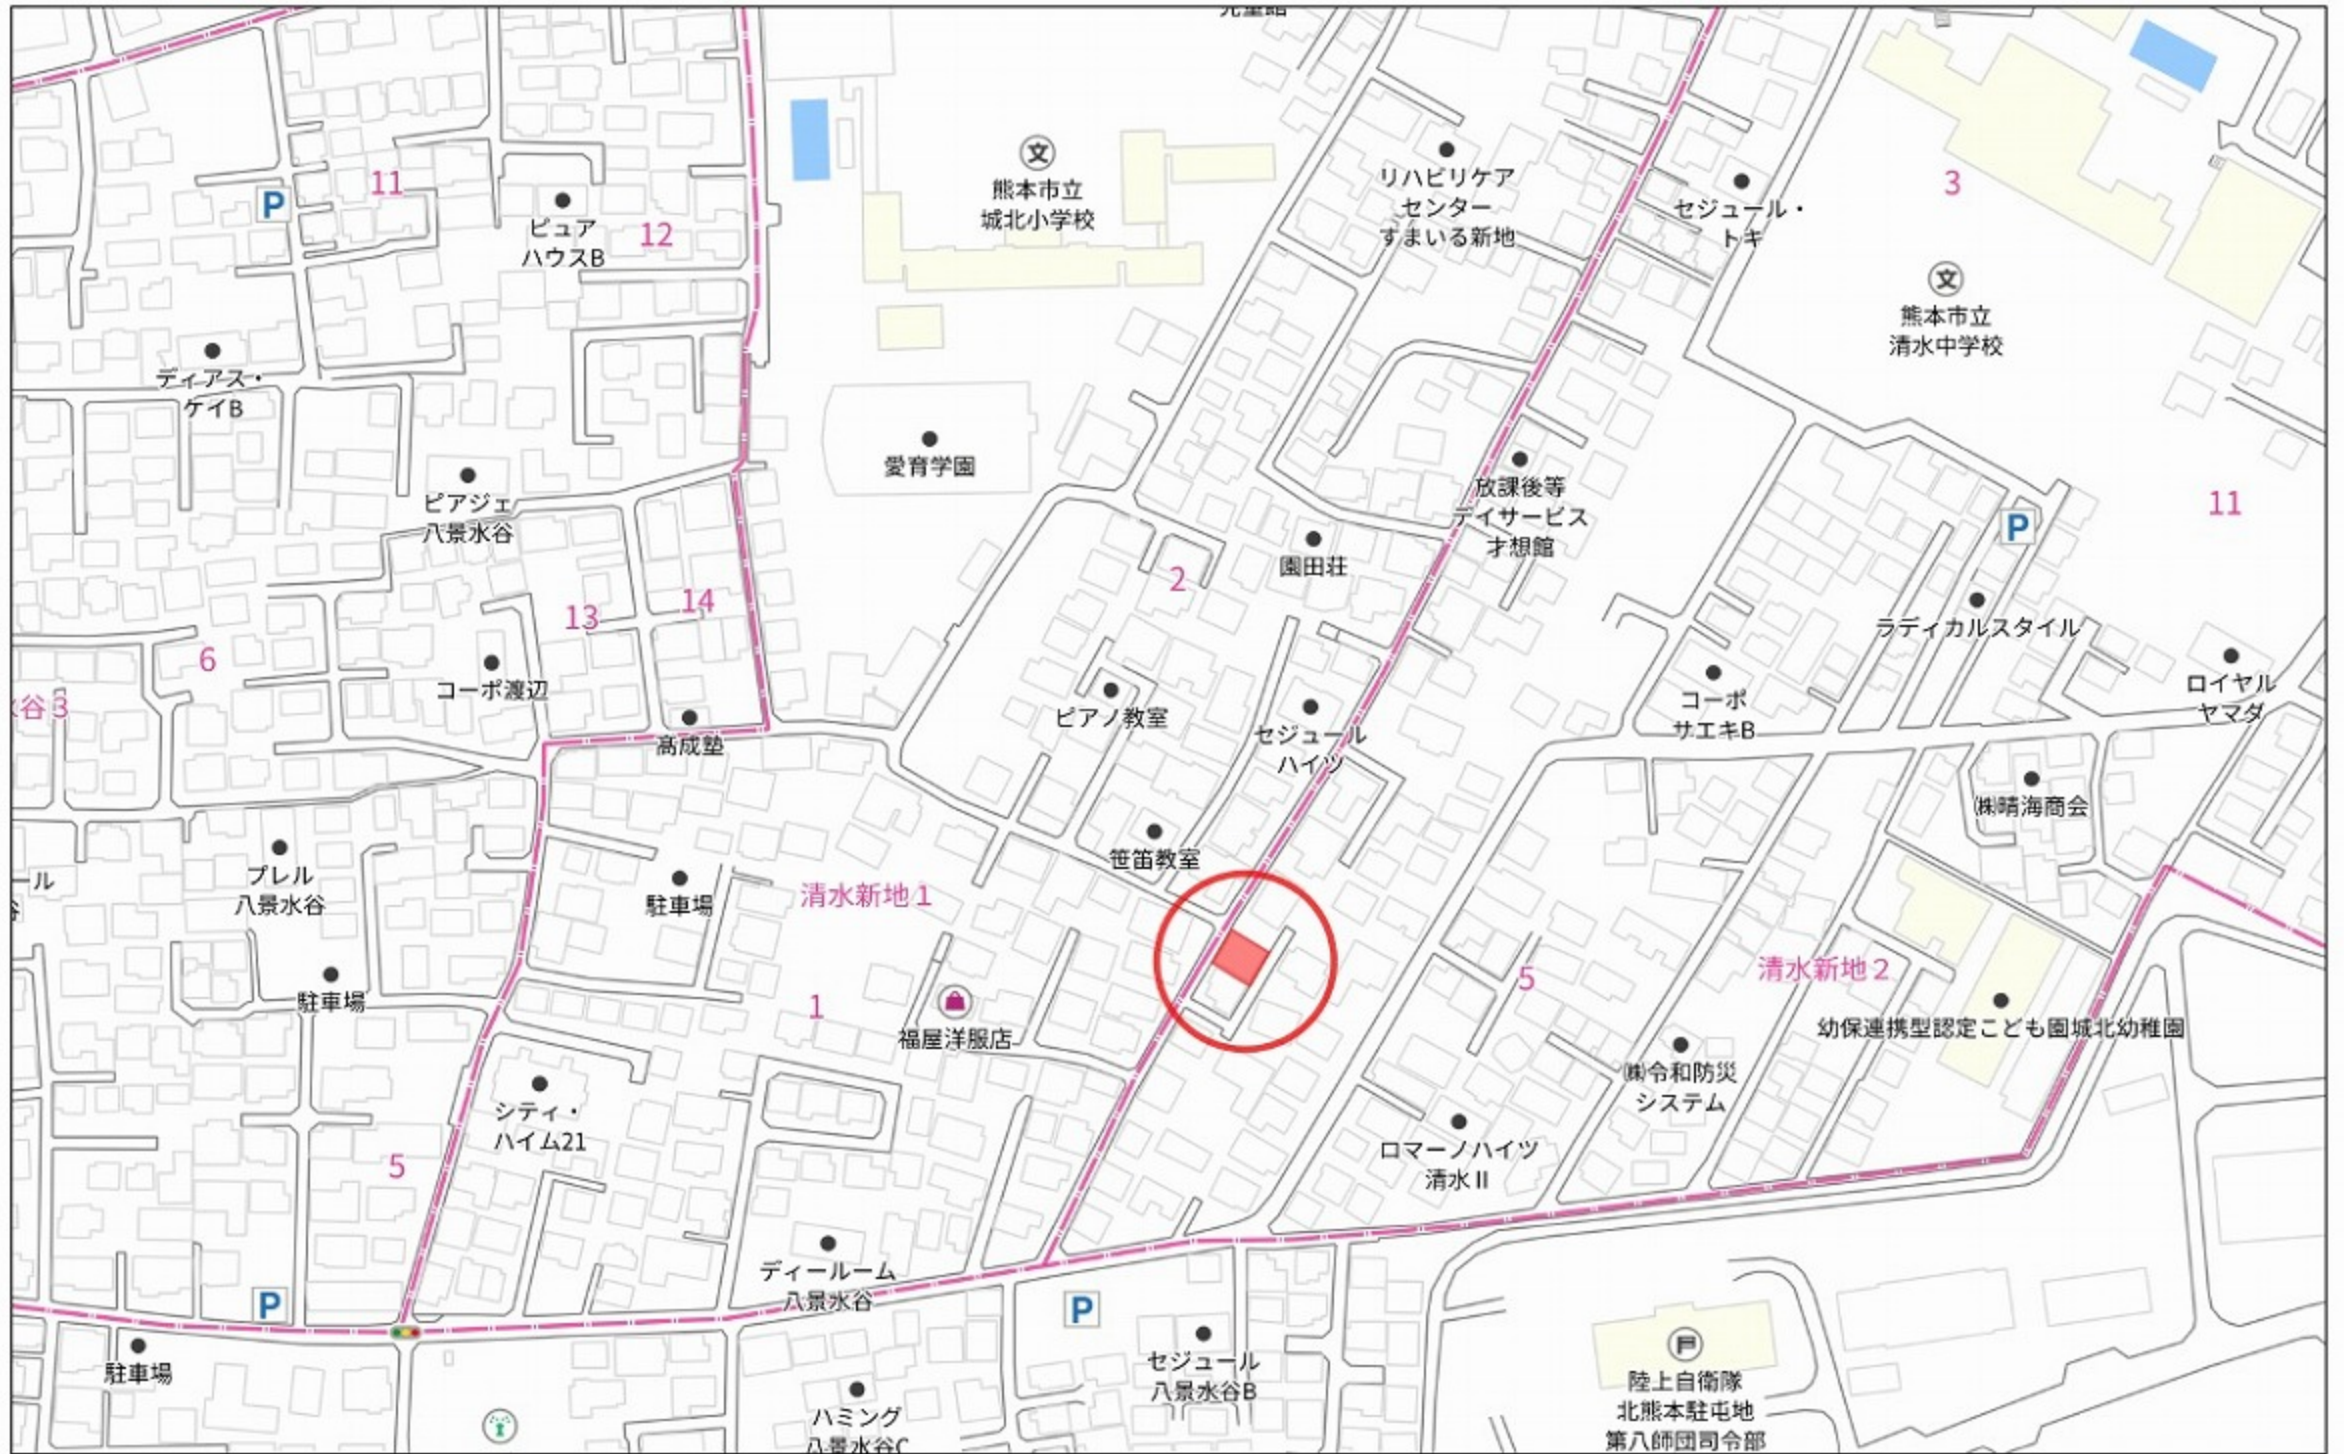 11
P
ピュア
ハウスB
12
熊本市立
城北小学校
リハビリケア
センター
すまいる新地
セジュール・
トキ
3
熊本市立
清水中学校
ディアス・
ケイB
愛育学園
ピアジェ
八景水谷
放課後等
デイサービス
才想館
11
P
園田荘
2
13
14
6
コーポ渡辺
谷3
髙成塾
ピアノ教室
セジュール
ハイツ
コーポ
サエキB
ラディカルスタイル
ロイヤル
ヤマダ
㈱晴海商会
笹笛教室
プレル
八景水谷
ル
駐車場
清水新地1
駐車場
1
福屋洋服店
5
清水新地2
幼保連携型認定こども園城北幼稚園
㈱令和防災
システム
シティ・
ハイム21
ロマーノハイツ
清水Ⅱ
5
ディールーム
八景水谷
P
P
駐車場
セジュール
八景水谷B
ハミング
八景水谷C
陸上自衛隊
北熊本駐屯地
第八師団司令部